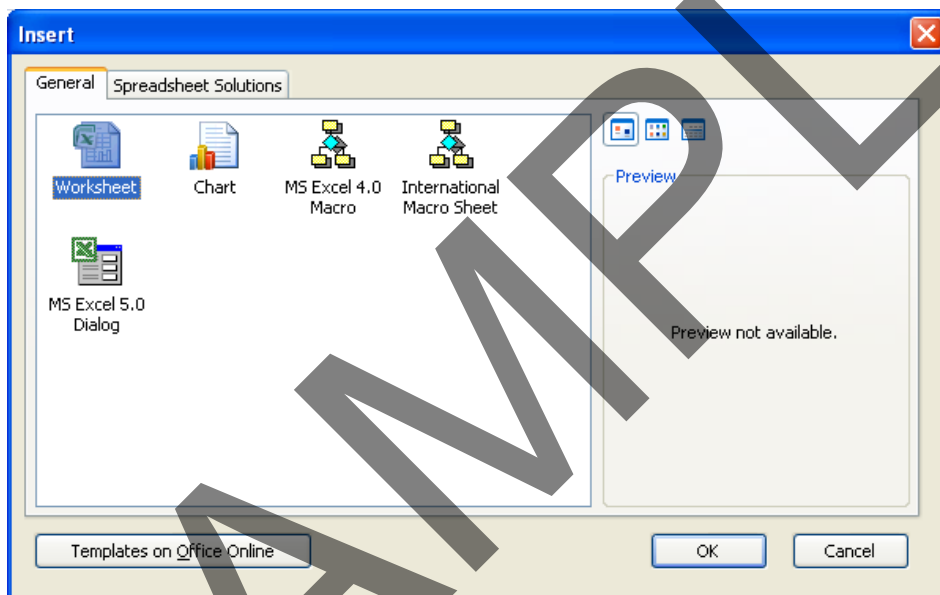 Insert
General
Spreadsheet Solutions
Worksheet
Chart
MS Excel 4.0
Macro
International
Macro Sheet
MS Excel 5.0
Dialog
Preview
Preview not available.
Templates on Office Online
OK
Cancel
AMPL